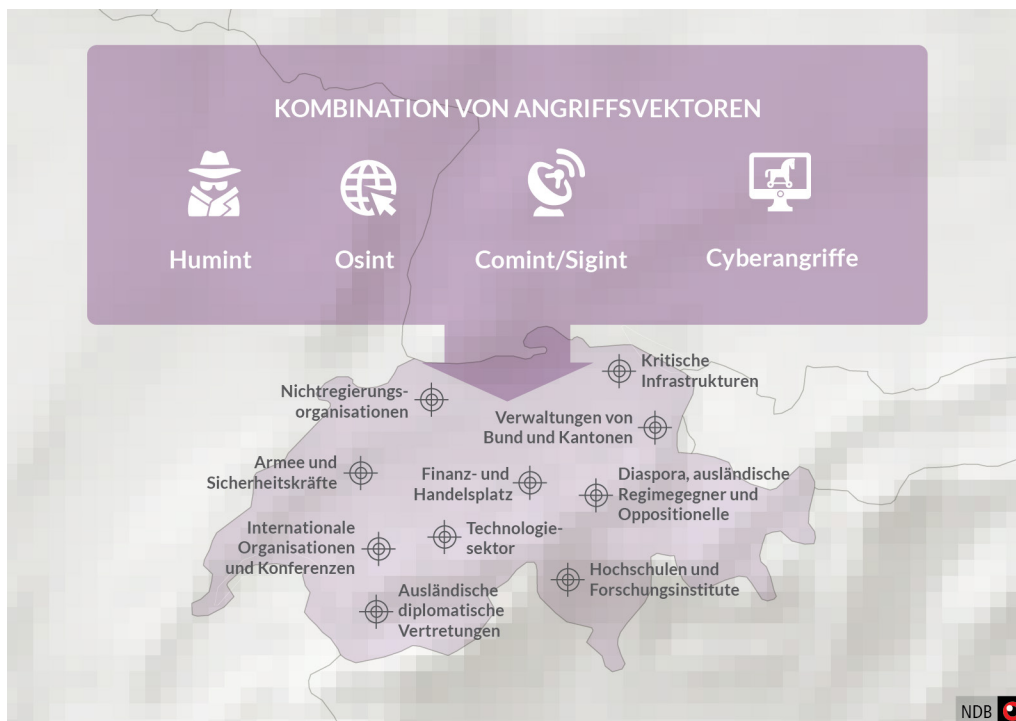 KOMBINATION VON ANGRIFFSVEKTOREN
Humint
Osint
Comint/Sigint
Cyberangriffe
Kritische
Infrastrukturen
Nichtregierungs-
organisationen
Verwaltungen von
Bund und Kantonen
Armee und
Sicherheitskräfte
Finanz- und
Handelsplatz
Diaspora, ausländische
Regimegegner und
Oppositionelle
Internationale
Organisationen
und Konferenzen
Technologie-
sektor
Hochschulen und
Forschungsinstitute
Ausländische
diplomatische
Vertretungen
NDB